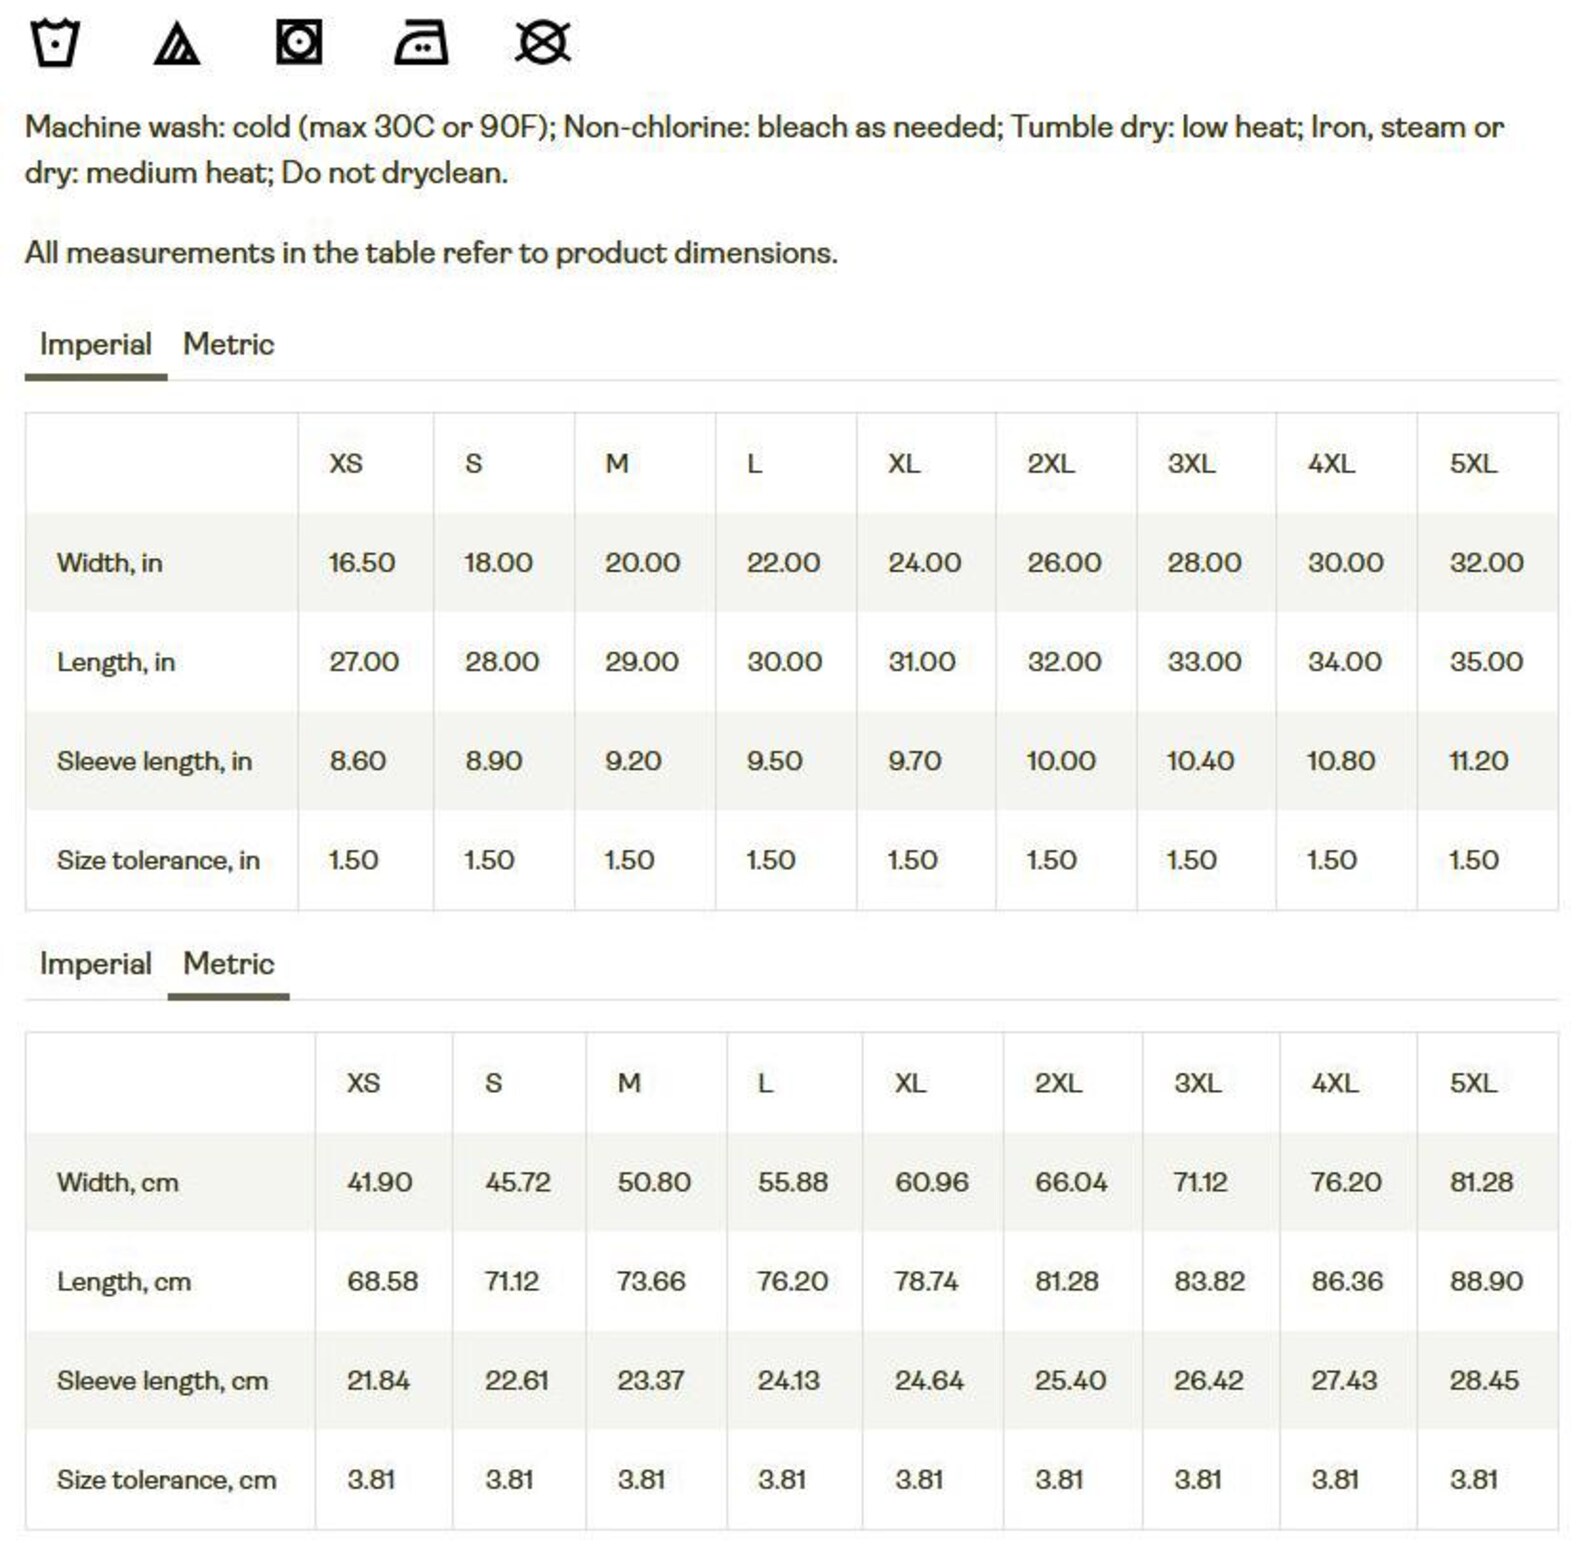 Machine wash: cold (max 30C or 90F); Non-chlorine: bleach as needed; Tumble dry: low heat; Iron, steam or
dry: medium heat; Do not dryclean.
All measurements in the table refer to product dimensions.
Imperial Metric
XS S M L XL 2XL 3XL 4XL 5XL
Width, in 16.50 18.00 20.00 22.00 24.00 26.00 28.00 30.00 32.00
Length, in 27.00 28.00 29.00 30.00 31.00 32.00 33.00 34.00 35.00
Sleeve length, in 8.60 8.90 9.20 9.50 9.70 10.00 10.40 10.80 11.20
Size tolerance, in 1.50 1.50 1.50 1.50 1.50 1.50 1.50 1.50 1.50
Imperial Metric
XS S M L XL 2XL 3XL 4XL 5XL
Width, cm 41.90 45.72 50.80 55.88 60.96 66.04 71.12 76.20 81.28
Length, cm 68.58 71.12 73.66 76.20 78.74 81.28 83.82 86.36 88.90
Sleeve length, cm 21.84 22.61 23.37 24.13 24.64 25.40 26.42 27.43 28.45
Size tolerance, cm 3.81 3.81 3.81 3.81 3.81 3.81 3.81 3.81 3.81